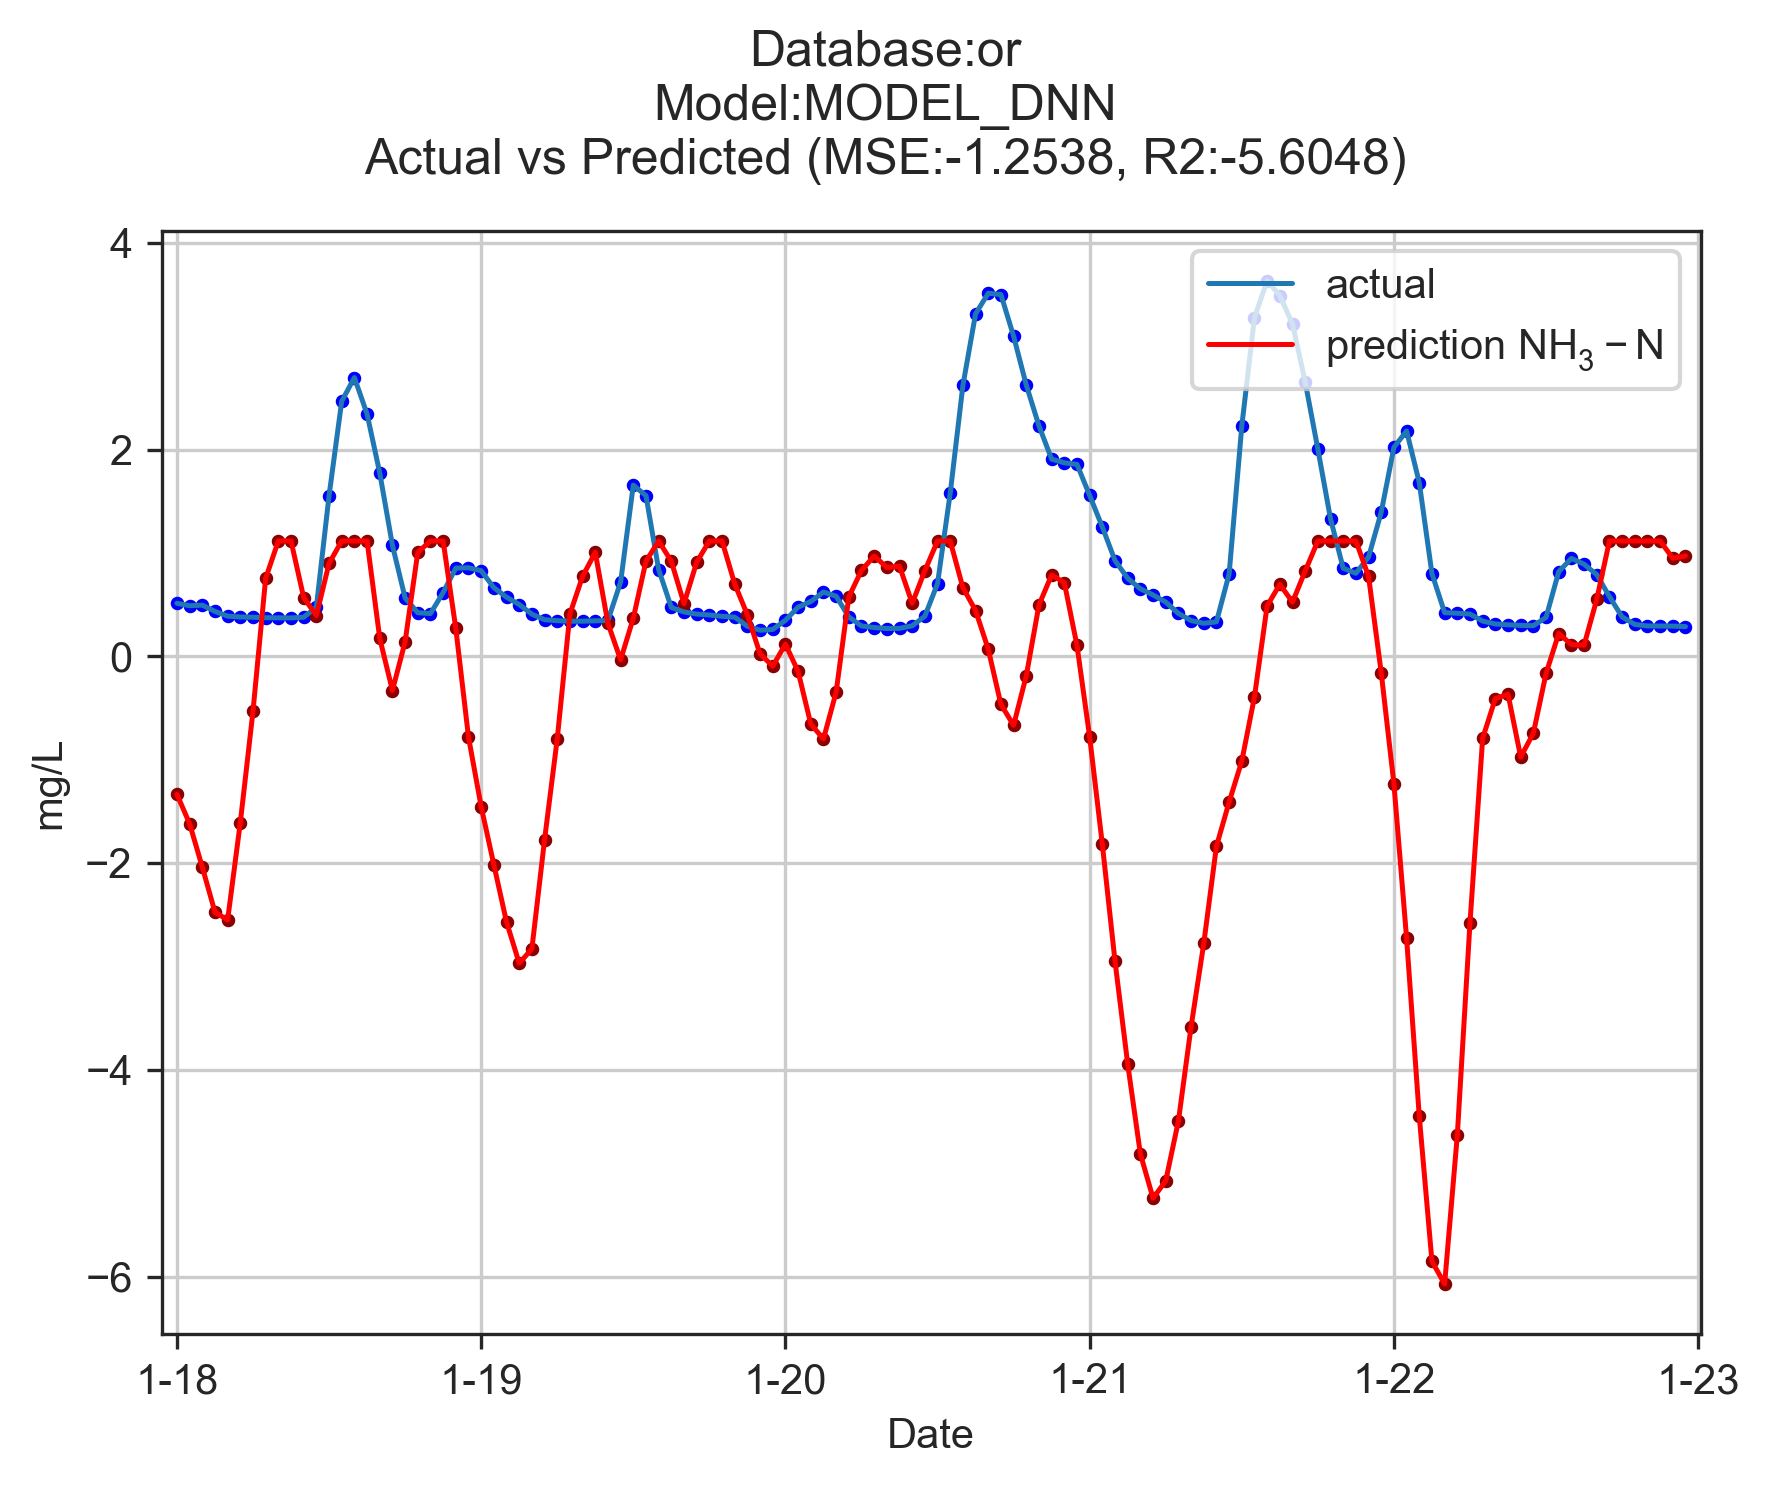 Database:or
Model:MODEL_DNN
Actual vs Predicted (MSE:-1.2538, R2:-5.6048)
actual
prediction NH₃ − N
4
2
0
−2
−4
−6
mg/L
1-18 1-19 1-20 1-21 1-22 1-23
Date